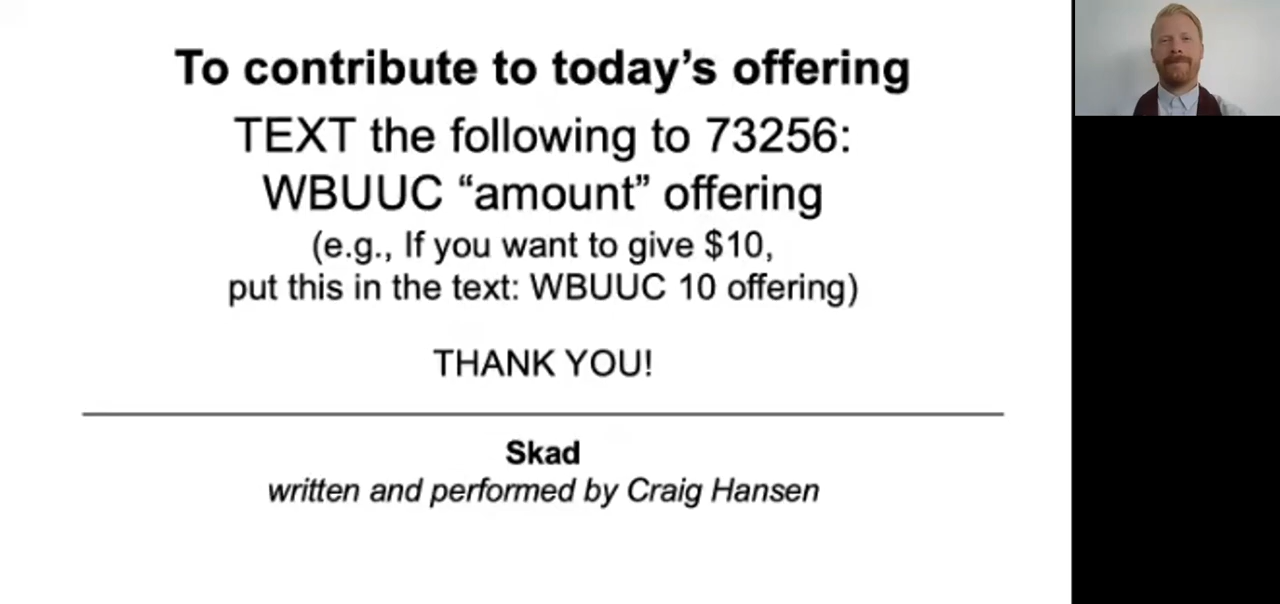 To contribute to today’s offering
TEXT the following to 73256:
WBUUC “amount” offering
(e.g., If you want to give $10,
put this in the text: WBUUC 10 offering)
THANK YOU!
Skad
written and performed by Craig Hansen